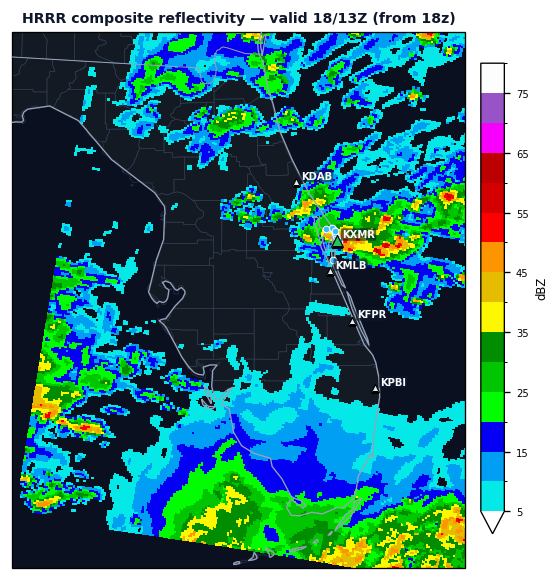 HRRR composite reflectivity — valid 18/13Z (from 18z)
75
65
55
45
35
25
15
5
dBZ
KDAB
KXMR
KMLB
KFPR
KPBI